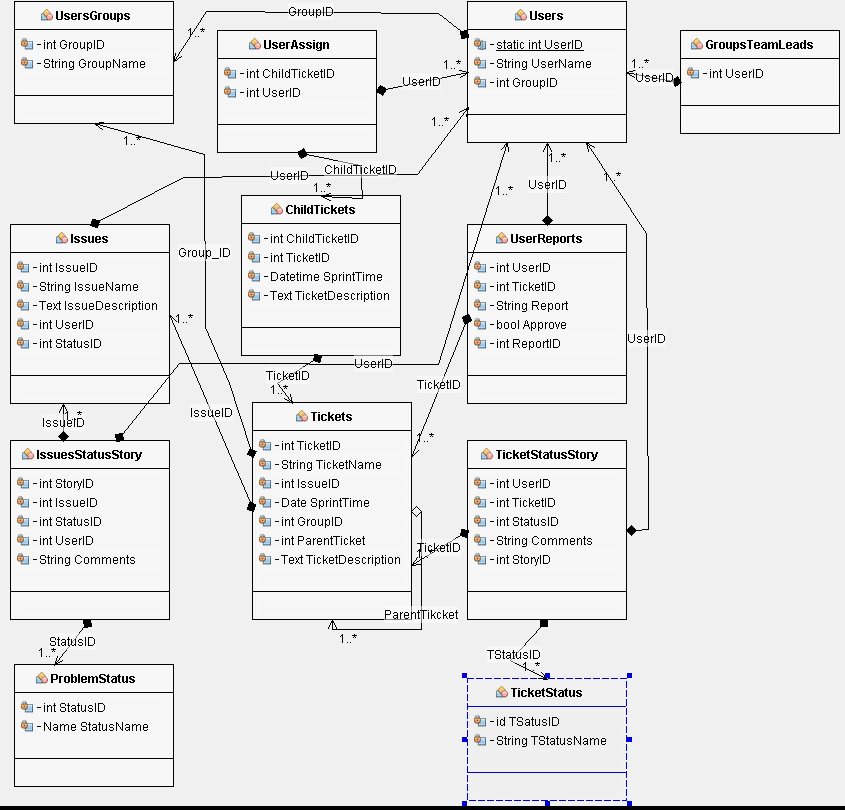 UsersGroups
- int GroupID
- String GroupName
GroupID
1..*
UserAssign
- int ChildTicketID
- int UserID
UserID
1..*
Users
- static int UserID
- String UserName
- int GroupID
GroupsTeamLeads
- int UserID
1..*
UserID
1..*
1..*
UserID
ChildTicketID
1..*
ChildTickets
- int ChildTicketID
- int TicketID
- Datetime SprintTime
- Text TicketDescription
Group_ID
1..*
UserID
1..*
1..*
Issues
- int IssueID
- String IssueName
- Text IssueDescription
- int UserID
- int StatusID
1..*
UserReports
- int UserID
- int TicketID
- String Report
- bool Approve
- int ReportID
UserID
UserID
TicketID
1..*
TicketID
1..*
IssueID
IssueID
1..*
Tickets
- int TicketID
- String TicketName
- int IssueID
- Date SprintTime
- int GroupID
- int ParentTicket
- Text TicketDescription
IssuesStatusStory
- int StoryID
- int IssueID
- int StatusID
- int UserID
- String Comments
TicketStatusStory
- int UserID
- int TicketID
- int StatusID
- String Comments
- int StoryID
TicketID
ParentTikcket
1..*
StatusID
1..*
TStatusID
1..*
ProblemStatus
- int StatusID
- Name StatusName
TicketStatus
- id TSatusID
- String TStatusName